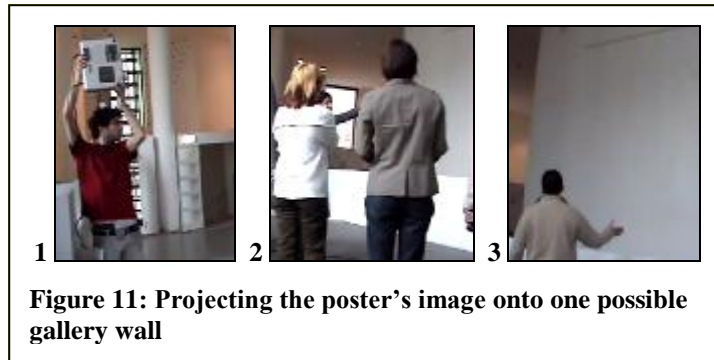 1 2 3
Figure 11: Projecting the poster's image onto one possible
gallery wall